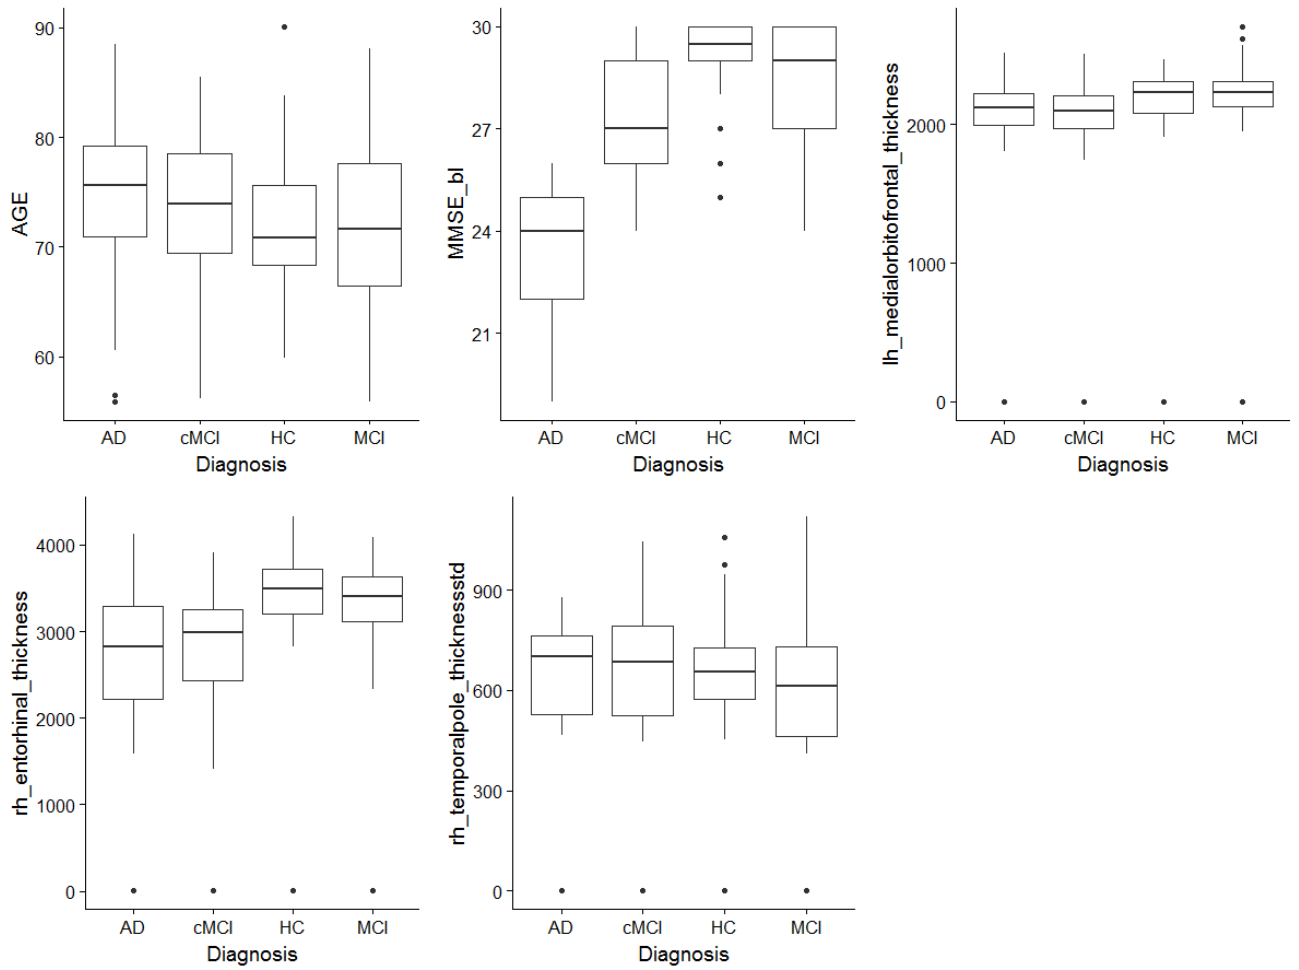 AGE
90
80
70
60
AD cMCI HC MCI
Diagnosis
MMSE_bl
30
27
24
21
AD cMCI HC MCI
Diagnosis
lh_medialorbitofrontal_thickness
2000
1000
0
AD cMCI HC MCI
Diagnosis
rh_entorhinal_thickness
4000
3000
2000
1000
0
AD cMCI HC MCI
Diagnosis
rh_temporalpole_thicknessstd
900
600
300
0
AD cMCI HC MCI
Diagnosis